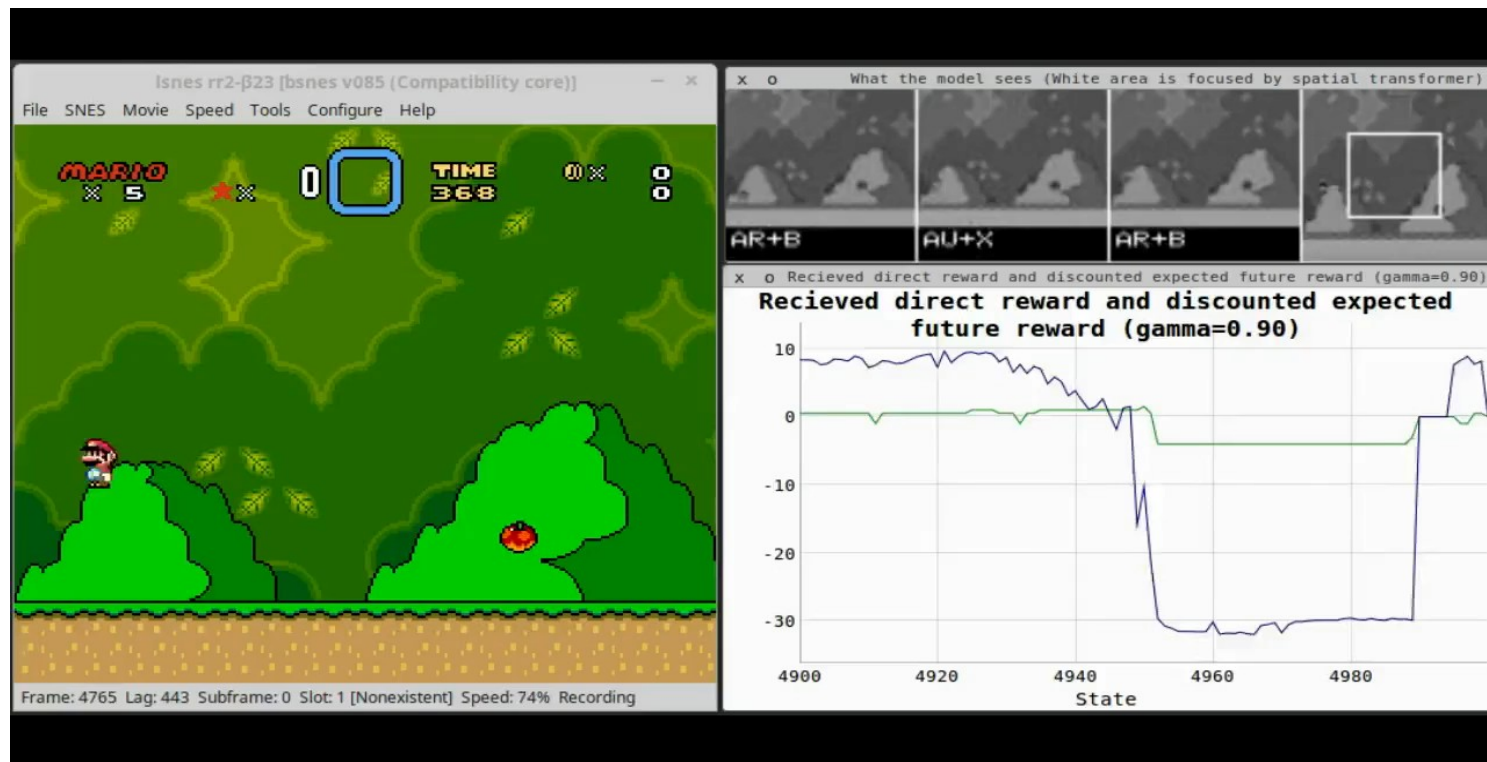 lsnes rr2-β23 [bsnes v085 (Compatibility core)]
File SNES Movie Speed Tools Configure Help
MARIO
X 5
★X
0
TIME
368
X
0
0
Frame: 4765 Lag: 443 Subframe: 0 Slot: 1 [Nonexistent] Speed: 74% Recording
x o What the model sees (White area is focused by spatial transformer)
AR+B AU+X AR+B
x o Recieved direct reward and discounted expected future reward (gamma=0.90)
Recieved direct reward and discounted expected
future reward (gamma=0.90)
10
0
-10
-20
-30
4900 4920 4940 4960 4980
State